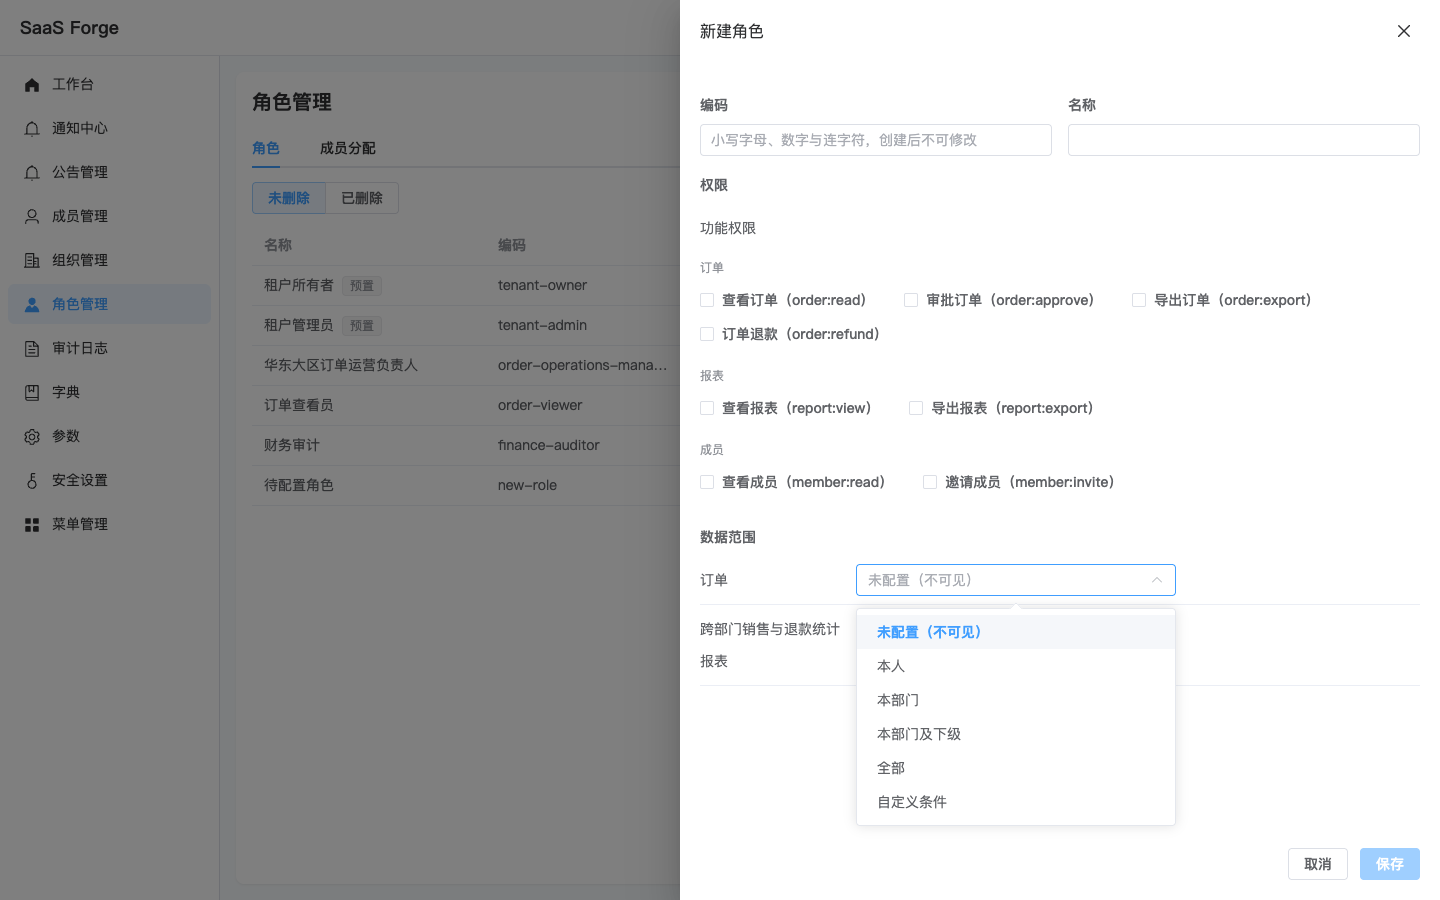 SaaS Forge
工作台
通知中心
公告管理
成员管理
组织管理
角色管理
审计日志
字典
参数
安全设置
菜单管理
角色管理
角色
成员分配
未删除
已删除
名称
编码
租户所有者
预置
tenant-owner
租户管理员
预置
tenant-admin
华东大区订单运营负责人
order-operations-mana...
订单查看员
order-viewer
财务审计
finance-auditor
待配置角色
new-role
新建角色
编码
名称
小写字母、数字与连字符，创建后不可修改
权限
功能权限
订单
查看订单（order:read）
审批订单（order:approve）
导出订单（order:export）
订单退款（order:refund）
报表
查看报表（report:view）
导出报表（report:export）
成员
查看成员（member:read）
邀请成员（member:invite）
数据范围
订单
未配置（不可见）
跨部门销售与退款统计
报表
未配置（不可见）
本人
本部门
本部门及下级
全部
自定义条件
取消
保存